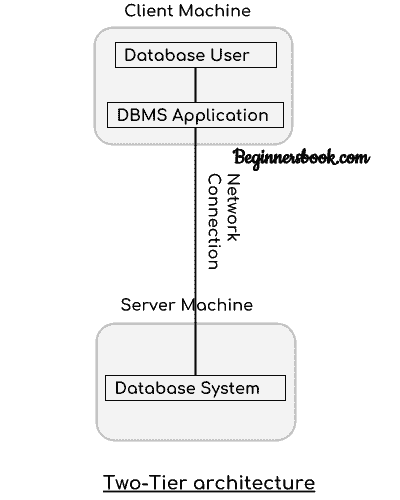 Client Machine
Database User
DBMS Application
Beginnersbook.com
Network
Connection
Server Machine
Database System
Two-Tier architecture